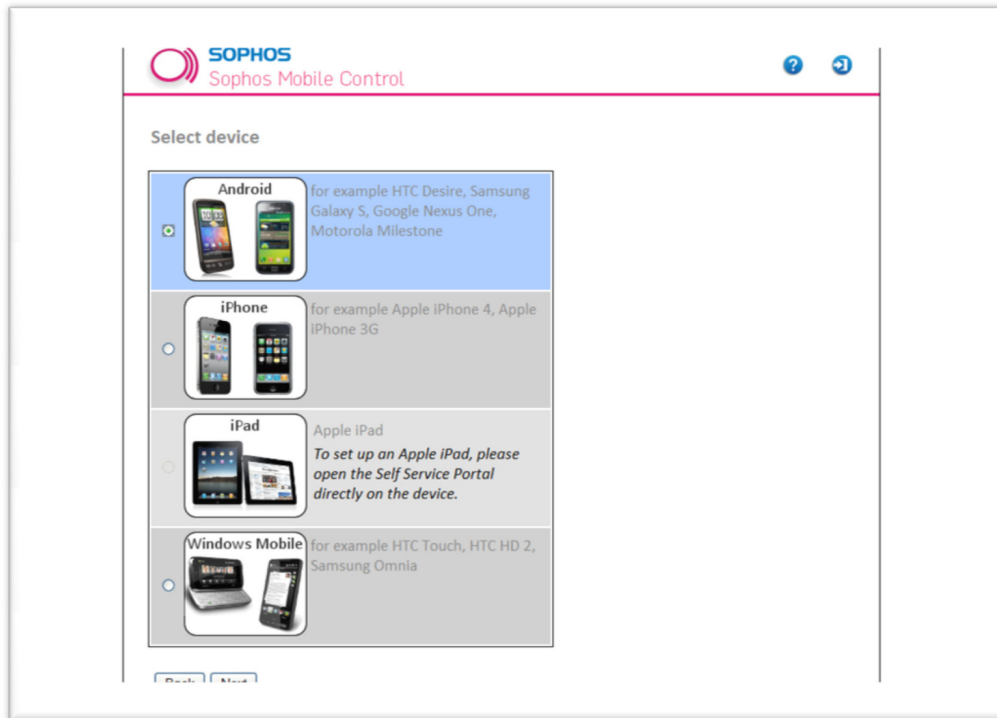 SOPHOS
Sophos Mobile Control
Select device
Android
for example HTC Desire, Samsung
Galaxy S, Google Nexus One,
Motorola Milestone
iPhone
for example Apple iPhone 4, Apple
iPhone 3G
iPad
Apple iPad
To set up an Apple iPad, please
open the Self Service Portal
directly on the device.
Windows Mobile
for example HTC Touch, HTC HD 2,
Samsung Omnia
Back Next